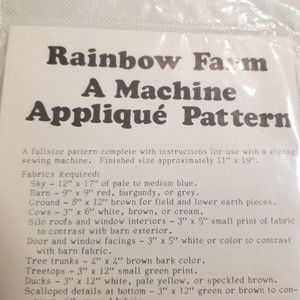 Rainbow Farm
A Machine
Appliqué Pattern
A fullsize pattern complete with instructions for use with a zigzag
sewing machine. Finished size approximately 11" x 19".
Fabrics Required:
Sky - 12" x 17" of pale to medium blue.
Barn - 9" x 9" red, burgundy, or grey.
Ground - 8" x 12" brown for field and lower earth pieces.
Cows - 3" x 6" white, brown, or cream.
Silo roofs and window interiors - 3" x 5" small print of fabric
to contrast with barn exterior.
Door and window facings - 3" x 5" white or color to contrast
with barn fabric.
Tree trunks - 4" x 4" brown bark color.
Treetops - 3" x 12" small green print.
Ducks - 3" x 12" white, pale yellow, or speckled brown.
Scalloped details at bottom - 3" x 12" green or brown to con-